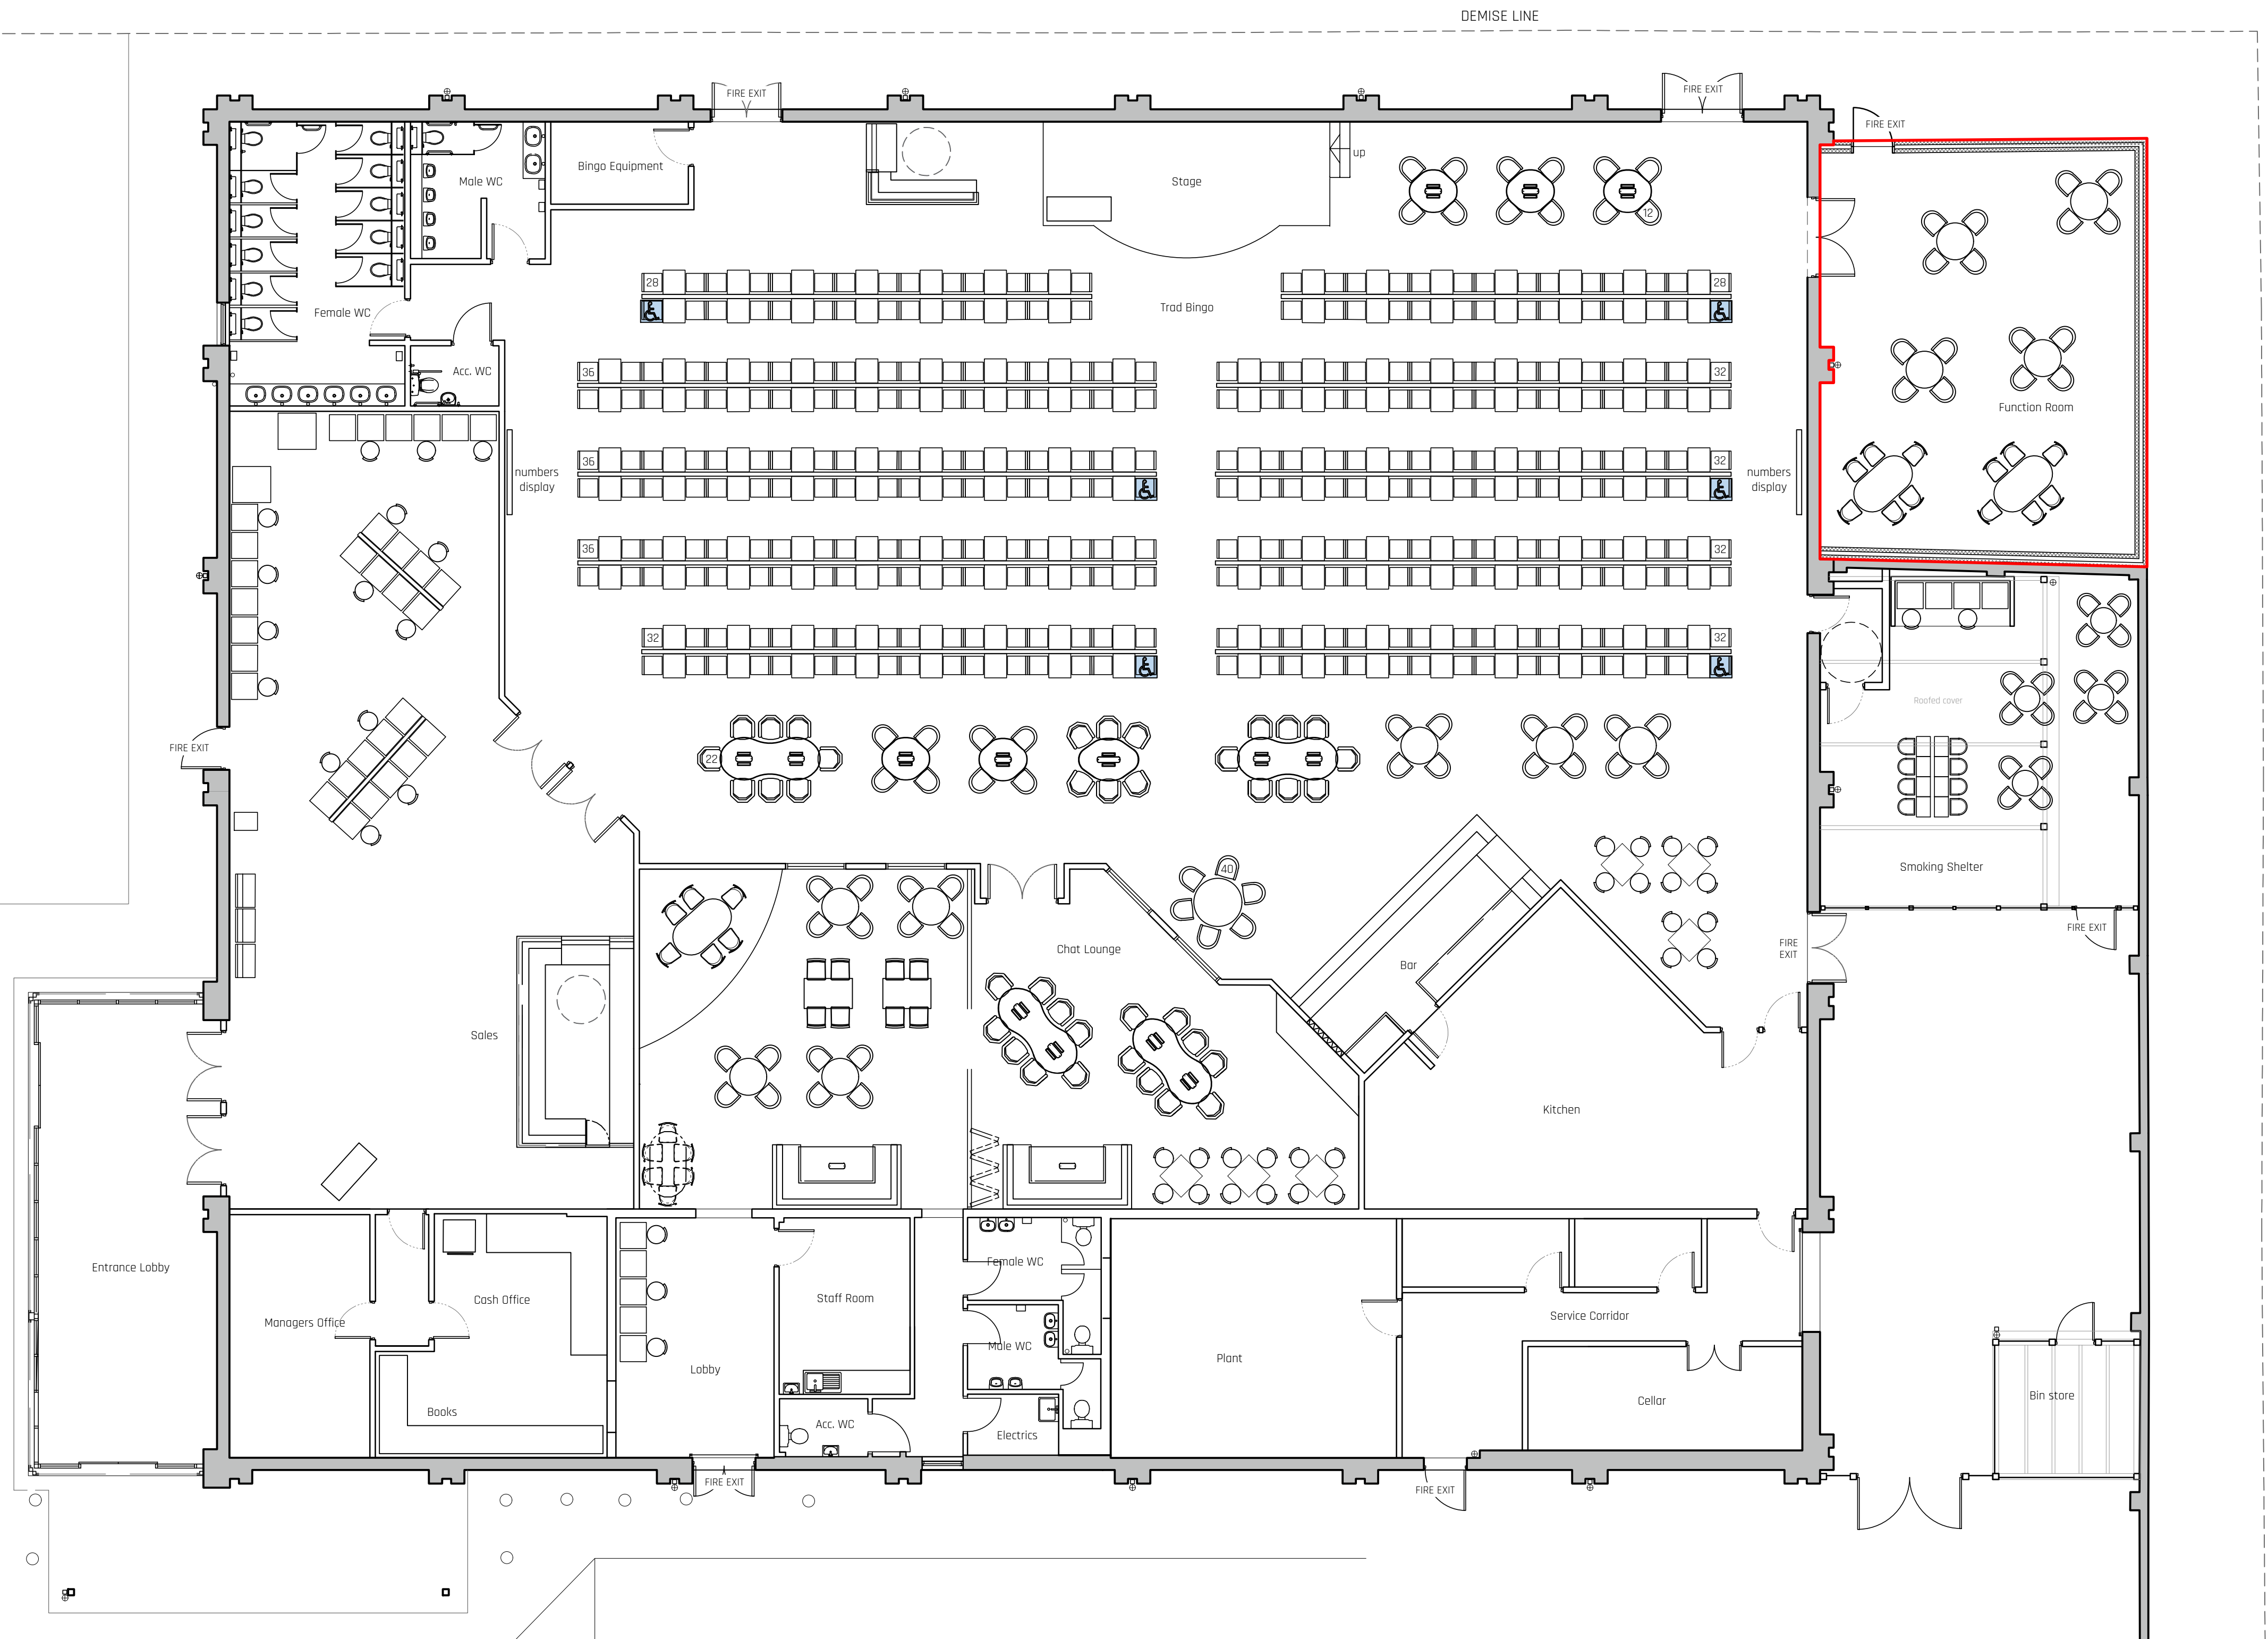 DEMISE LINE
FIRE EXIT
FIRE EXIT
FIRE EXIT
Bingo Equipment
Male WC
Stage
up
12
Female WC
28
Trad Bingo
28
Acc. WC
36
32
Function Room
numbers
display
36
32
numbers
display
36
32
32
32
Roofed cover
FIRE EXIT
22
40
Smoking Shelter
Chat Lounge
Bar
FIRE
EXIT
FIRE EXIT
Sales
Kitchen
Entrance Lobby
Managers Office
Cash Office
Staff Room
Female WC
Male WC
Service Corridor
Lobby
Plant
Books
Acc. WC
Electrics
Cellar
Bin store
FIRE EXIT
FIRE EXIT